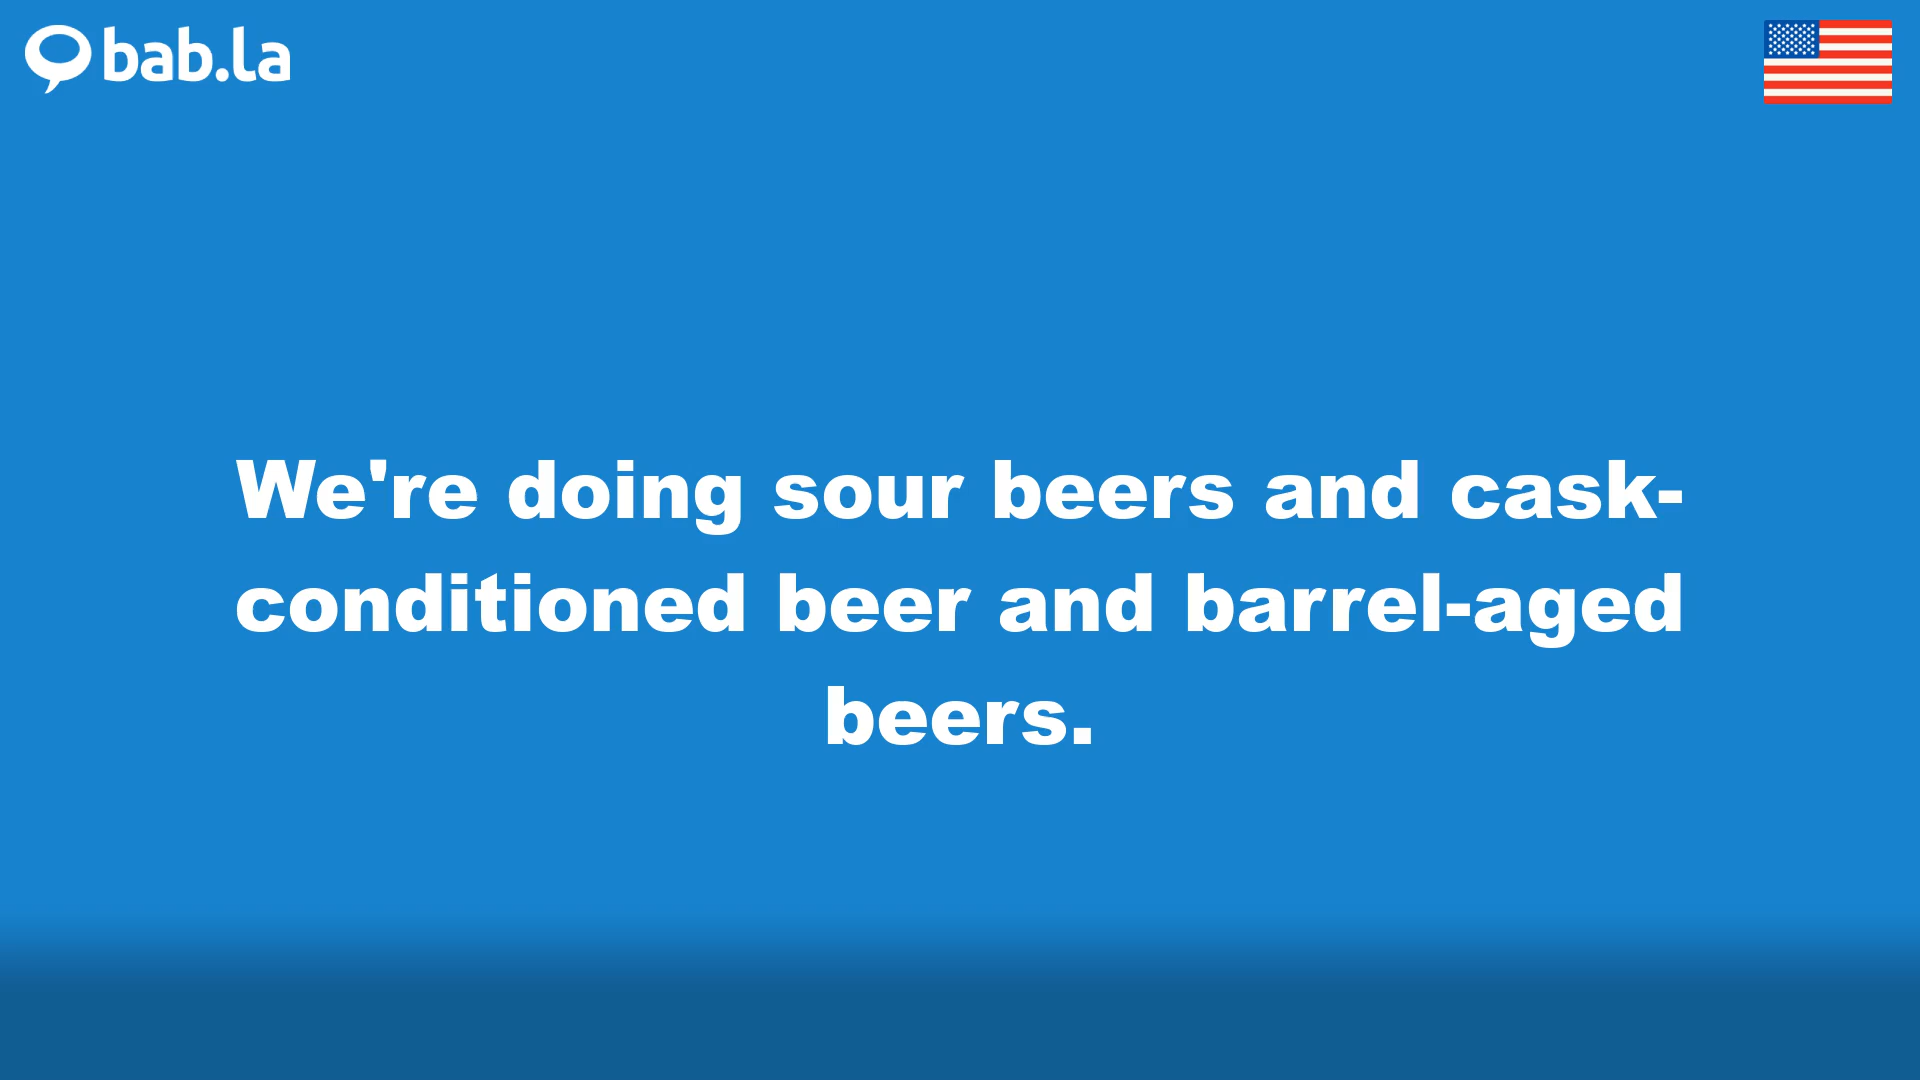 bab.la
We're doing sour beers and cask-
conditioned beer and barrel-aged
beers.